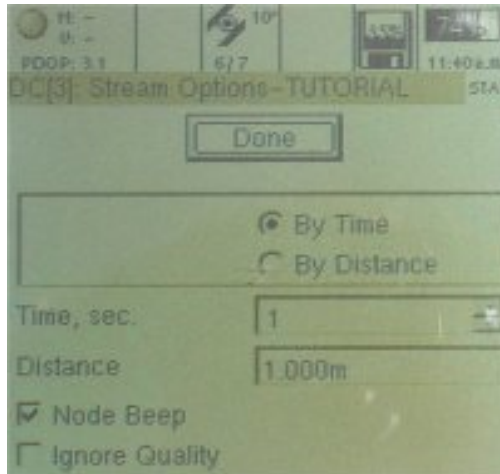 H: -
V: -
10°
PDOP: 3.1
6/7
11:40a.m
DC[3]: Stream Options-TUTORIAL
STA
Done
By Time
By Distance
Time, sec.
1
Distance
1.000m
Node Beep
Ignore Quality